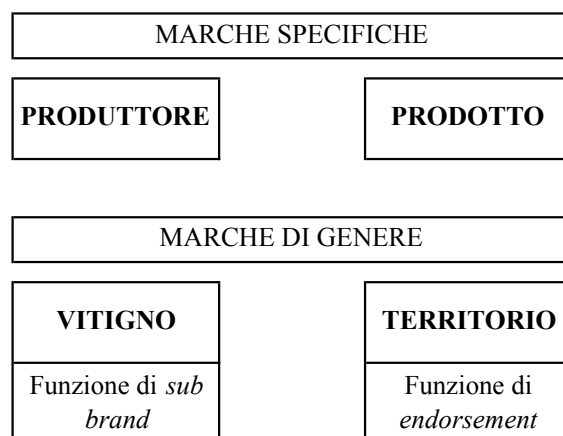 MARCHE SPECIFICHE
PRODUTTORE
PRODOTTO
MARCHE DI GENERE
VITIGNO
TERRITORIO
Funzione di sub
brand
Funzione di
endorsement